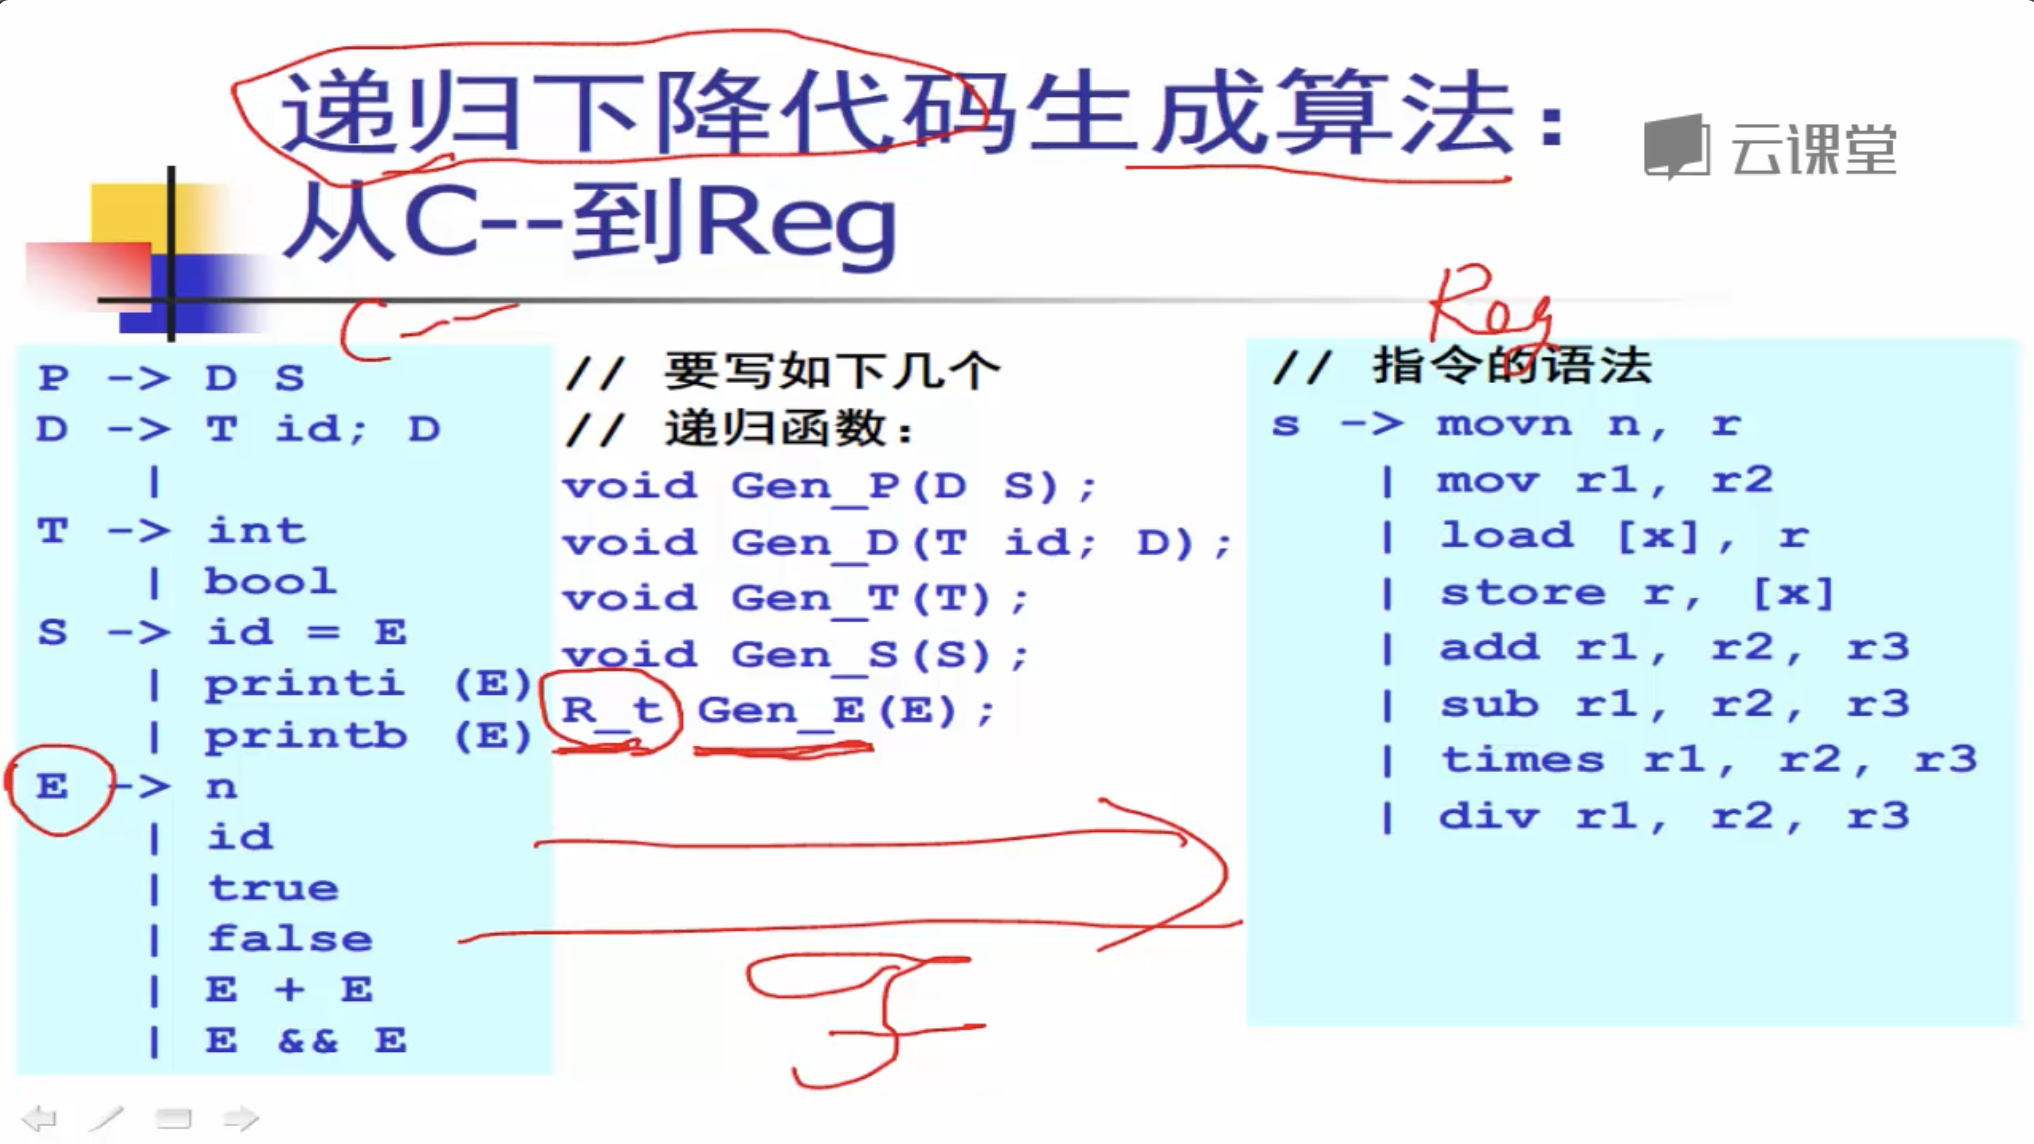 递归下降代码生成算法：
从C--到Reg
云课堂
C--
Reg
P -> D S
D -> T id; D
|
T -> int
| bool
S -> id = E
| printi (E)
| printb (E)
E -> n
| id
| true
| false
| E + E
| E && E
// 要写如下几个
// 递归函数：
void Gen_P(D S);
void Gen_D(T id; D);
void Gen_T(T);
void Gen_S(S);
R_t Gen_E(E);
// 指令的语法
s -> movn n, r
| mov r1, r2
| load [x], r
| store r, [x]
| add r1, r2, r3
| sub r1, r2, r3
| times r1, r2, r3
| div r1, r2, r3